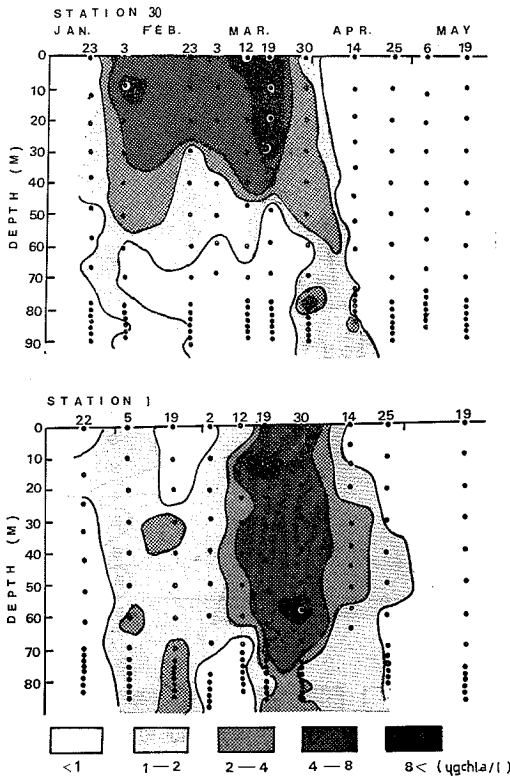 STATION 30
JAN. FEB. MAR. APR. MAY
23 3 23 3 12 19 30 14 25 6 19
0
10
20
30
40
50
60
70
80
90
DEPTH (M)
STATION 1
22 5 19 2 12 19 30 14 25 19
0
10
20
30
40
50
60
70
80
DEPTH (M)
<1 1—2 2—4 4—8 8< (µgchl.a/l)